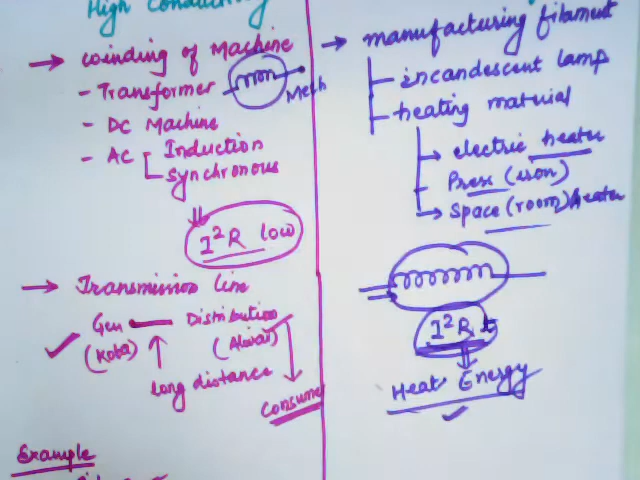 High Conductivity
→ winding of Machine
- Transformer
Mech
- DC Machine
- AC - Induction
Synchronous
I²R low
→ Transmission line
Gen — Distribution
(Kota)
(Alwar)
long distance
Consumer
Example
→ manufacturing filament
incandescent lamp
heating material
→ electric heater
Press (iron)
→ Space (room) heater
I²R t
Heat Energy